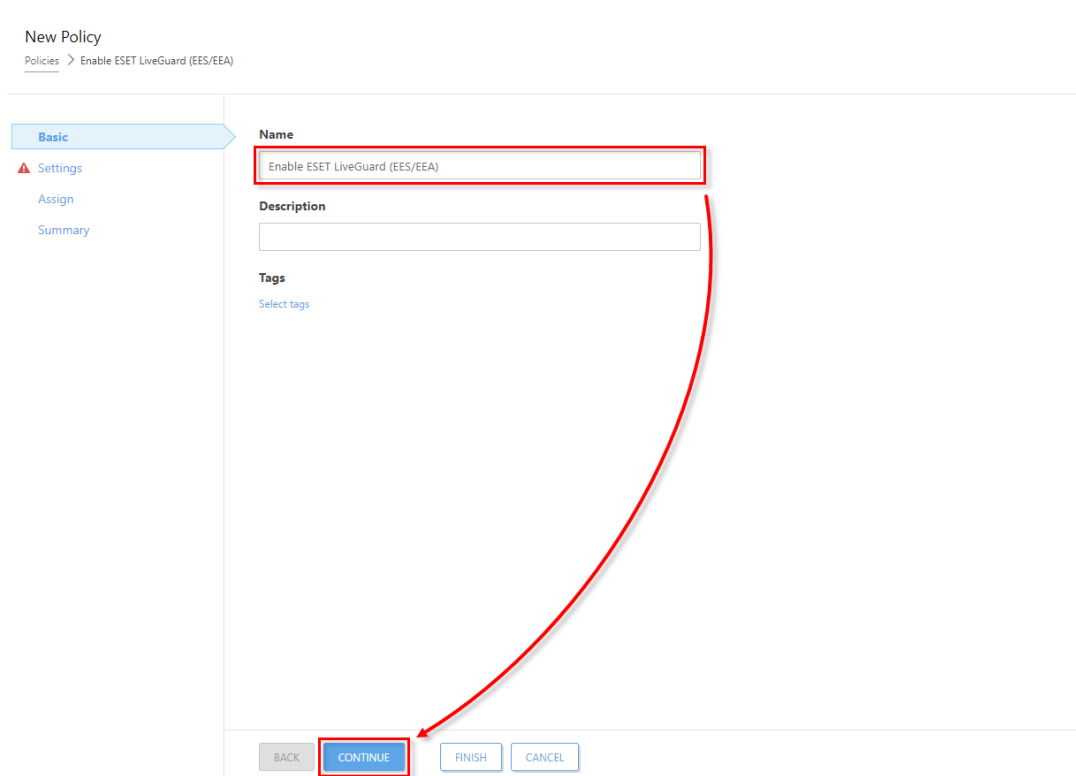 New Policy
Policies > Enable ESET LiveGuard (EES/EEA)
Basic
Settings
Assign
Summary
Name
Enable ESET LiveGuard (EES/EEA)
Description
Tags
Select tags
BACK CONTINUE FINISH CANCEL